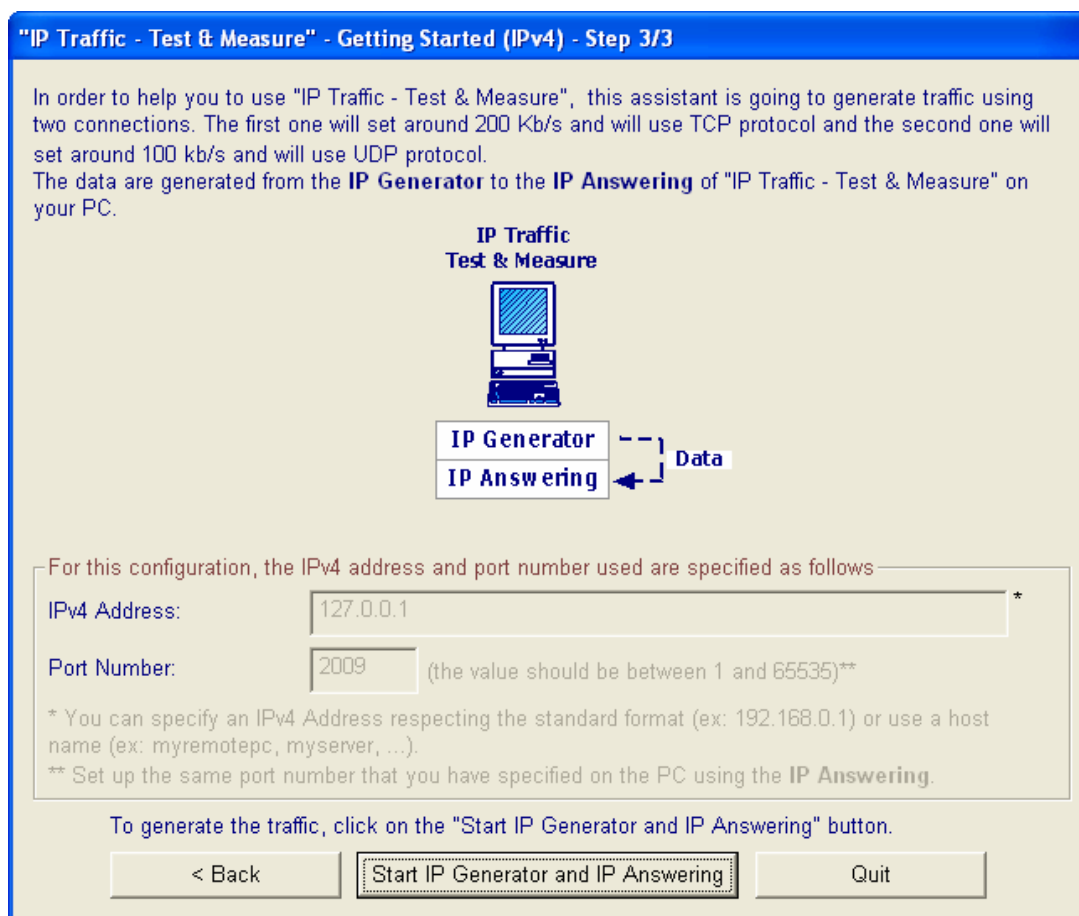 "IP Traffic - Test & Measure" - Getting Started (IPv4) - Step 3/3
In order to help you to use "IP Traffic - Test & Measure",  this assistant is going to generate traffic using
two connections. The first one will set around 200 Kb/s and will use TCP protocol and the second one will
set around 100 kb/s and will use UDP protocol.
The data are generated from the IP Generator to the IP Answering of "IP Traffic - Test & Measure" on
your PC.
IP Traffic
Test & Measure
IP Generator
Data
IP Answering
For this configuration, the IPv4 address and port number used are specified as follows
IPv4 Address: 127.0.0.1 *
Port Number: 2009 (the value should be between 1 and 65535)**
* You can specify an IPv4 Address respecting the standard format (ex: 192.168.0.1) or use a host
name (ex: myremotepc, myserver, ...).
** Set up the same port number that you have specified on the PC using the IP Answering.
To generate the traffic, click on the "Start IP Generator and IP Answering" button.
< Back Start IP Generator and IP Answering Quit